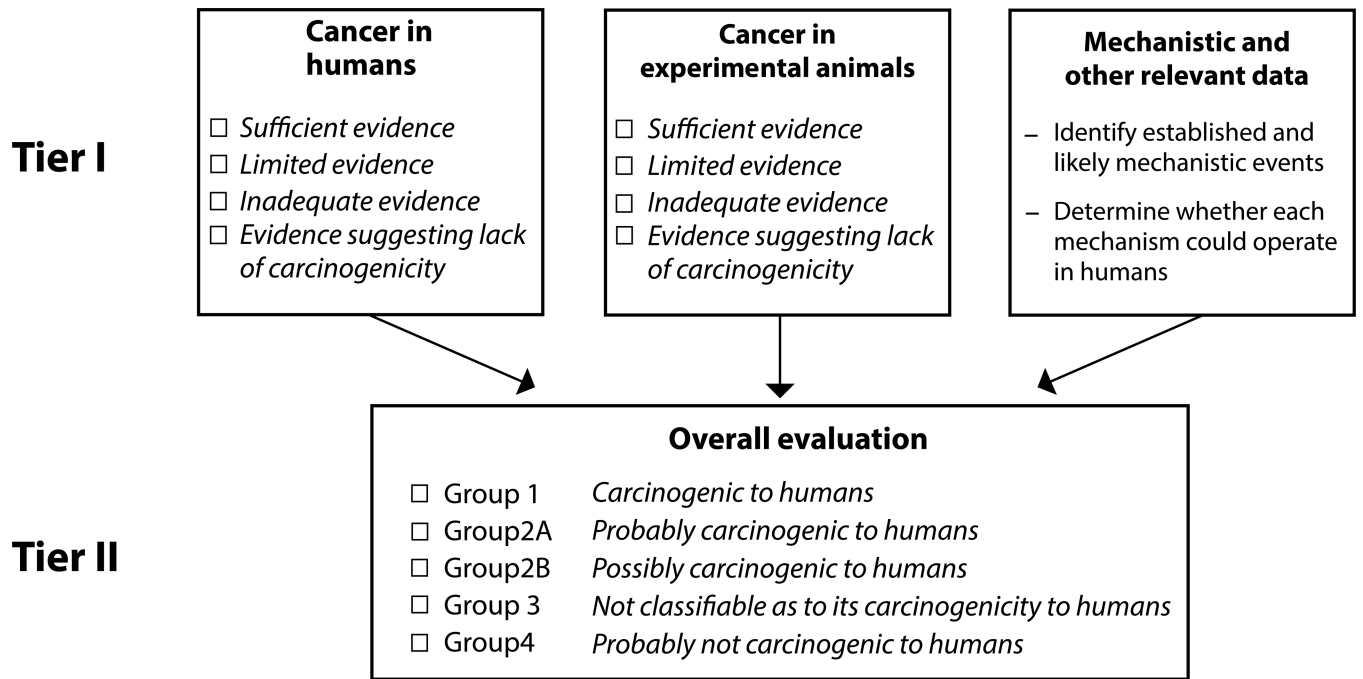 Tier I
Cancer in
humans
☐ Sufficient evidence
☐ Limited evidence
☐ Inadequate evidence
☐ Evidence suggesting lack
of carcinogenicity
Cancer in
experimental animals
☐ Sufficient evidence
☐ Limited evidence
☐ Inadequate evidence
☐ Evidence suggesting lack
of carcinogenicity
Mechanistic and
other relevant data
– Identify established and
likely mechanistic events
– Determine whether each
mechanism could operate
in humans
Tier II
Overall evaluation
☐ Group 1 Carcinogenic to humans
☐ Group2A Probably carcinogenic to humans
☐ Group2B Possibly carcinogenic to humans
☐ Group 3 Not classifiable as to its carcinogenicity to humans
☐ Group4 Probably not carcinogenic to humans